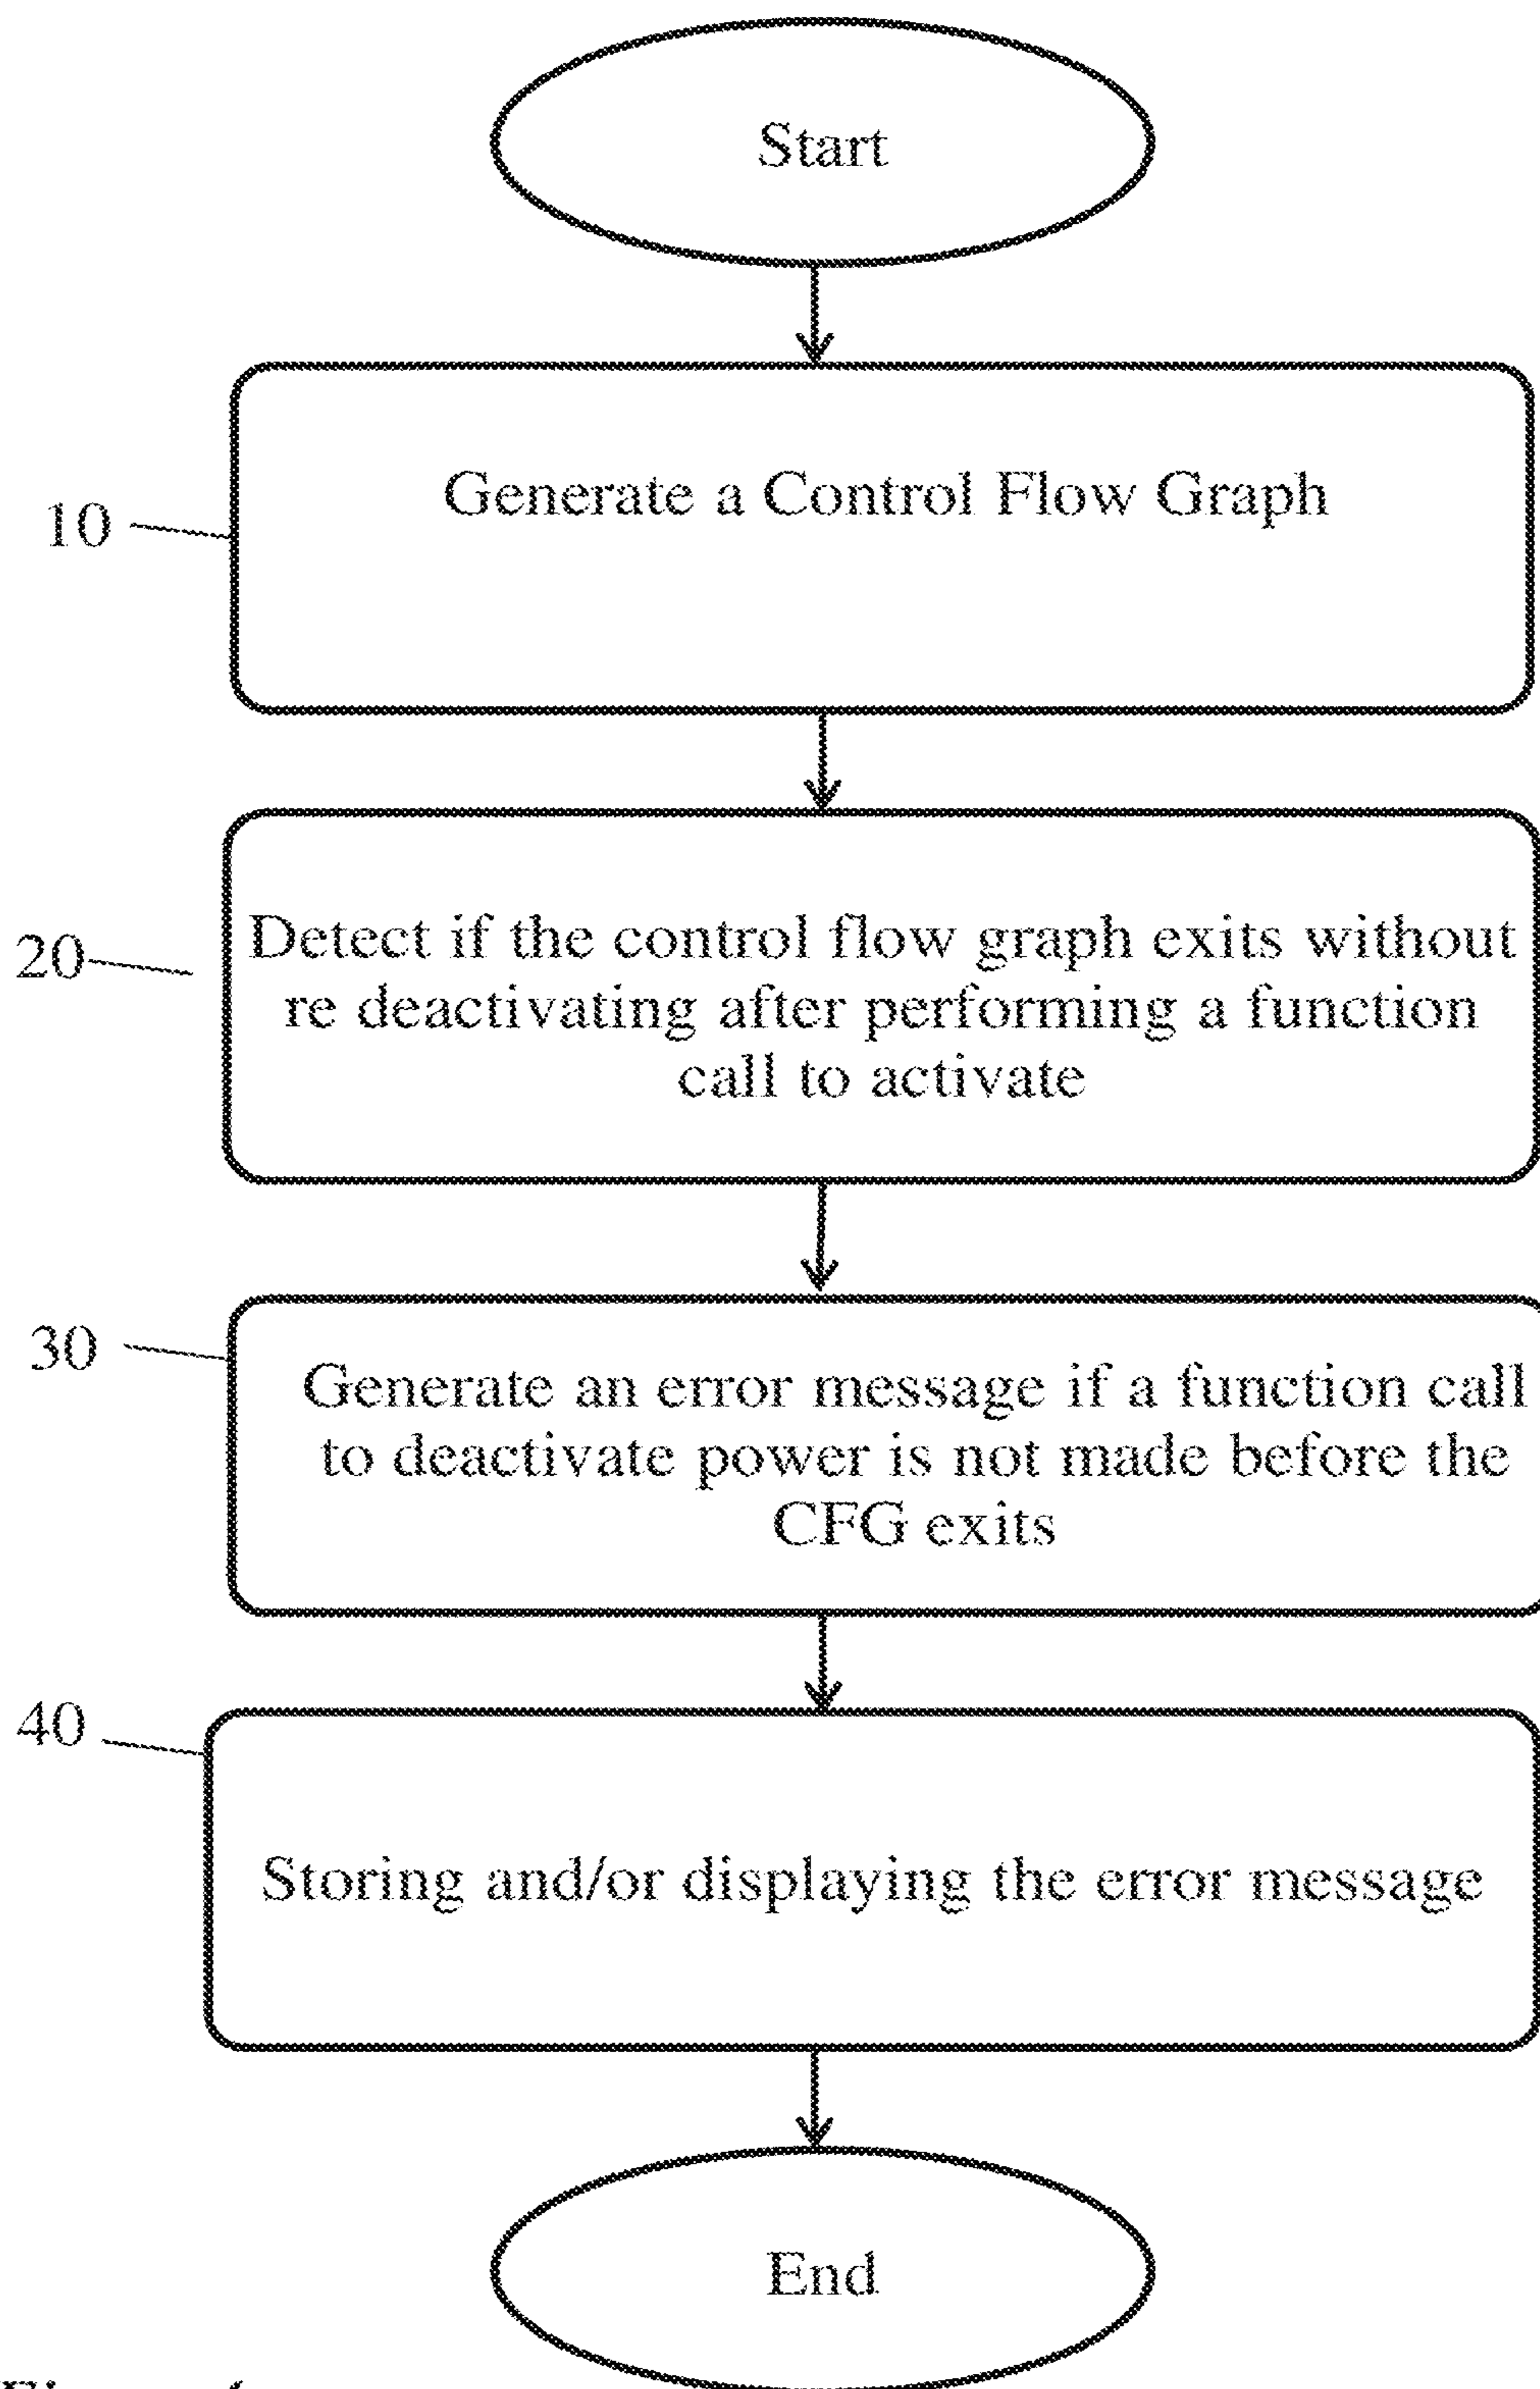 Start
Generate a Control Flow Graph
10
Detect if the control flow graph exits without
20
re deactivating after performing a function
call to activate
30
Generate an error message if a function call
to deactivate power is not made before the
CFG exits
40
Storing and/or displaying the error message
End